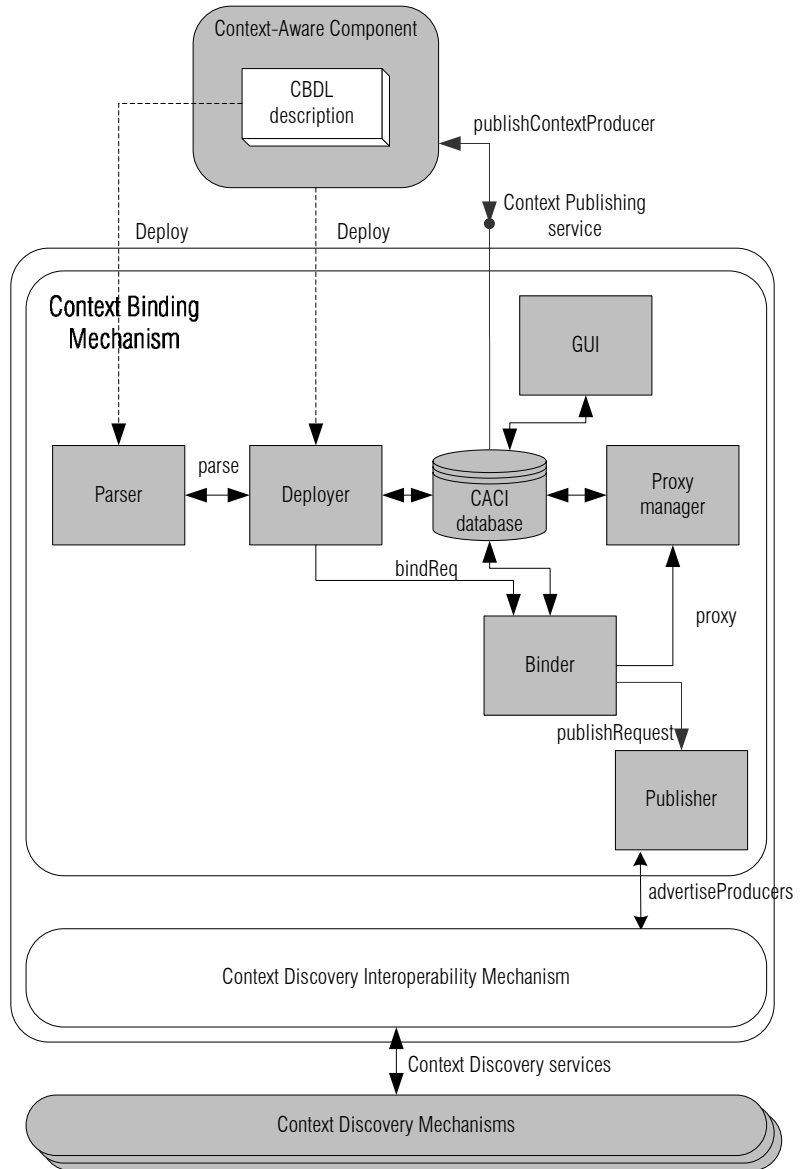 Context-Aware Component
CBDL
description
publishContextProducer
Context Publishing
service
Deploy
Deploy
Context Binding
Mechanism
GUI
Parser
parse
Deployer
CACI
database
Proxy
manager
bindReq
proxy
Binder
publishRequest
Publisher
advertiseProducers
Context Discovery Interoperability Mechanism
Context Discovery services
Context Discovery Mechanisms